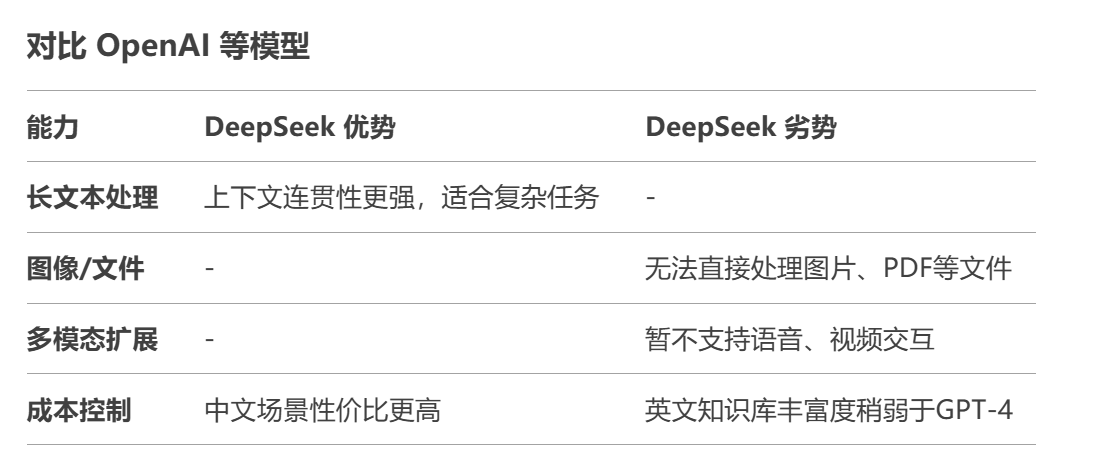 对比 OpenAI 等模型
能力 DeepSeek 优势 DeepSeek 劣势
长文本处理 上下文连贯性更强，适合复杂任务 -
图像/文件 - 无法直接处理图片、PDF等文件
多模态扩展 - 暂不支持语音、视频交互
成本控制 中文场景性价比更高 英文知识库丰富度稍弱于GPT-4